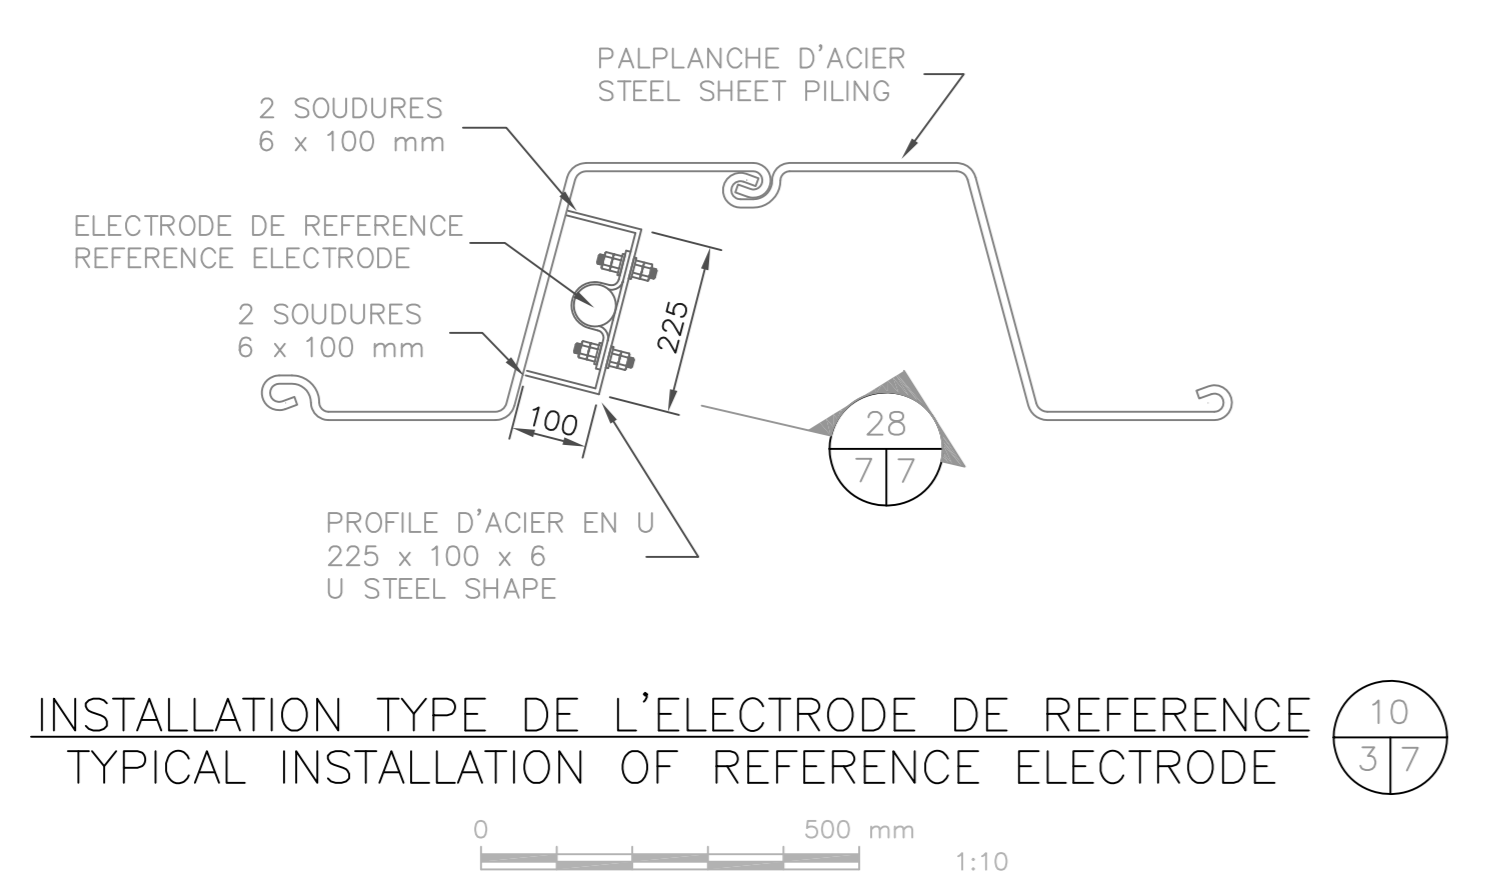 PALPLANCHE D'ACIER
STEEL SHEET PILING
2 SOUDURES
6 x 100 mm
ELECTRODE DE REFERENCE
REFERENCE ELECTRODE
2 SOUDURES
6 x 100 mm
225
100
28
7 7
PROFILE D'ACIER EN U
225 x 100 x 6
U STEEL SHAPE
INSTALLATION TYPE DE L'ELECTRODE DE REFERENCE
TYPICAL INSTALLATION OF REFERENCE ELECTRODE
10
3 7
0 500 mm
1:10